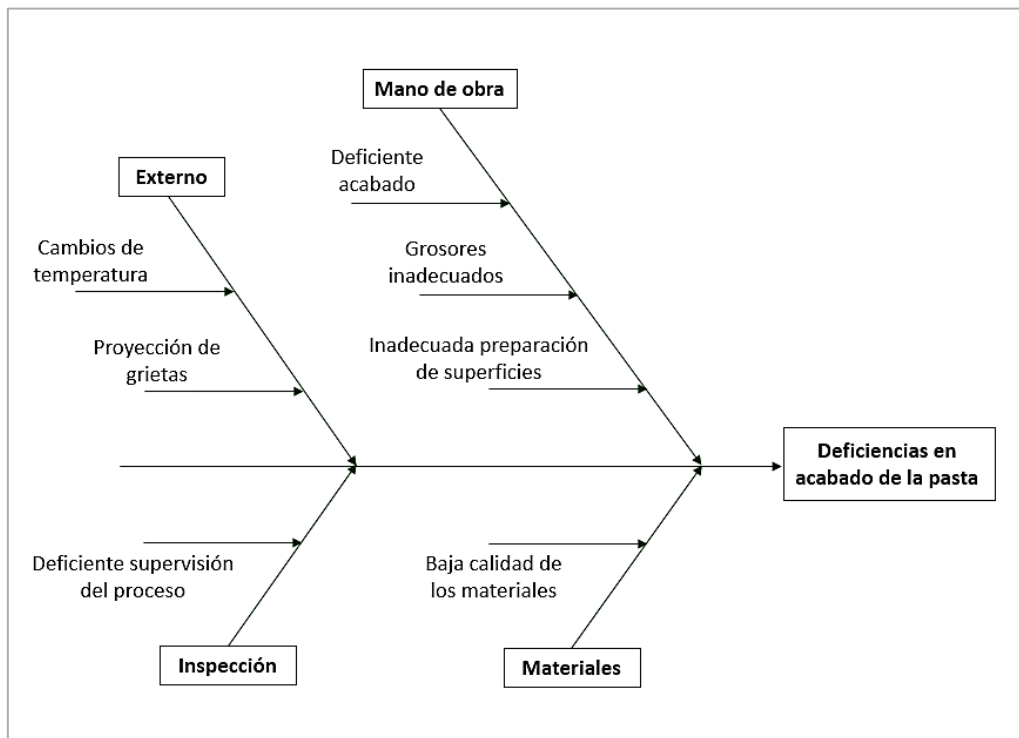 Mano de obra
Deficiente
acabado
Externo
Cambios de
temperatura
Grosores
inadecuados
Proyección de
grietas
Inadecuada preparación
de superficies
Deficiencias en
acabado de la pasta
Deficiente supervisión
del proceso
Baja calidad de
los materiales
Inspección
Materiales